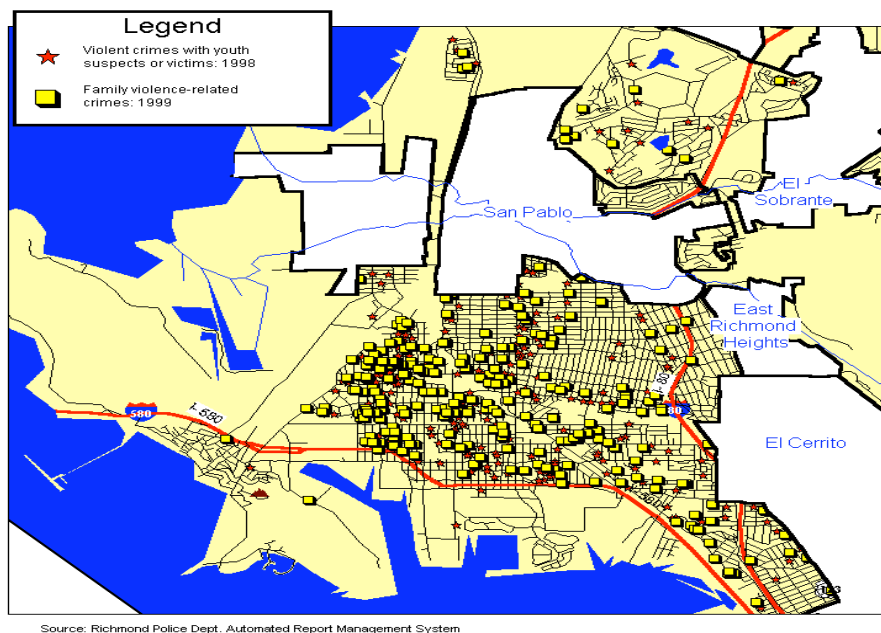 Legend
Violent crimes with youth
suspects or victims: 1998
Family violence-related
crimes: 1999
El
Sobrante
San Pablo
East
Richmond
Heights
I-80
580
I-580
80
El Cerrito
I-580
Source: Richmond Police Dept. Automated Report Management System